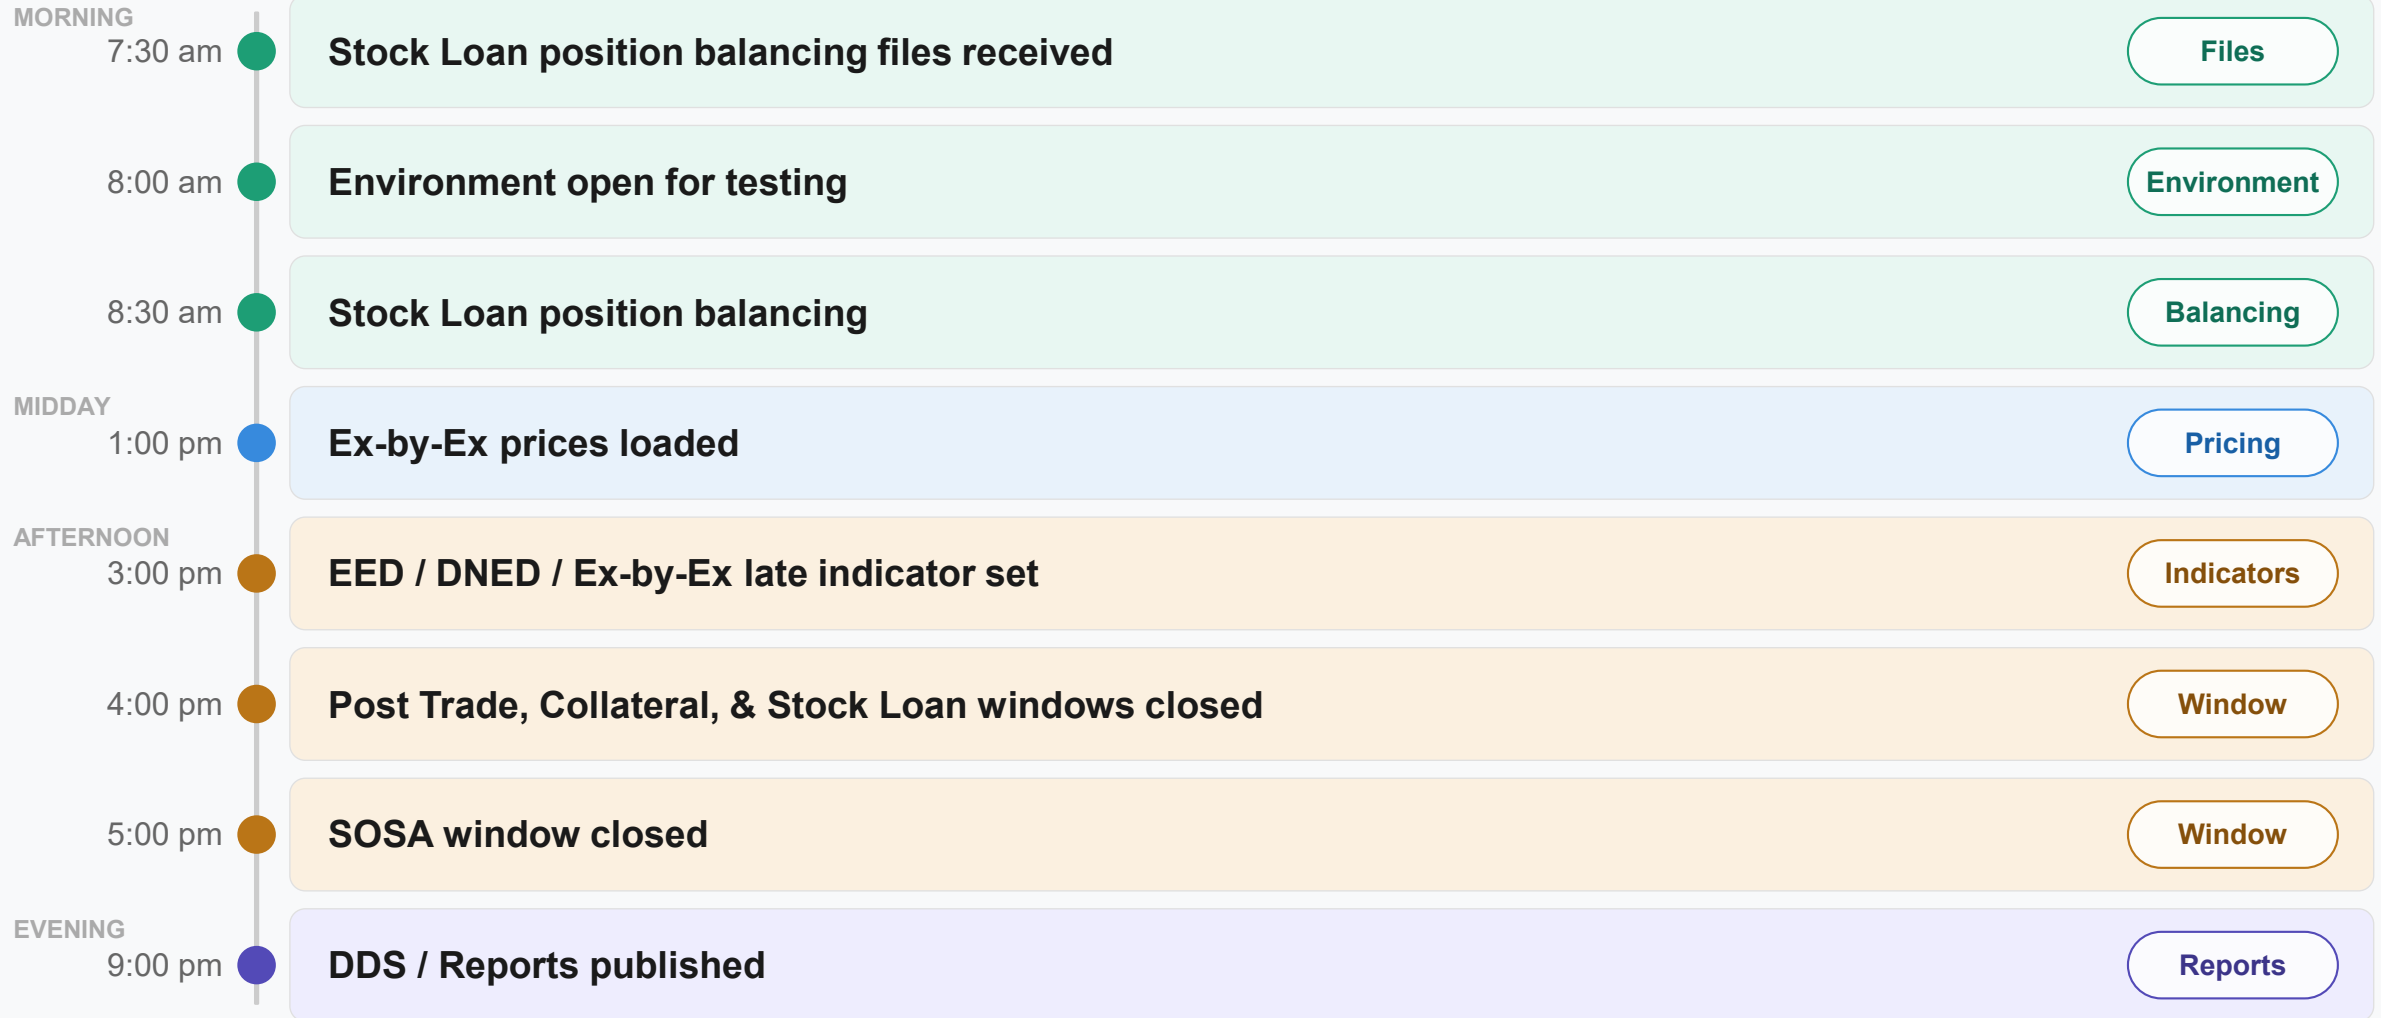 MORNING
7:30 am Stock Loan position balancing files received Files
8:00 am Environment open for testing Environment
8:30 am Stock Loan position balancing Balancing
MIDDAY
1:00 pm Ex-by-Ex prices loaded Pricing
AFTERNOON
3:00 pm EED / DNED / Ex-by-Ex late indicator set Indicators
4:00 pm Post Trade, Collateral, & Stock Loan windows closed Window
5:00 pm SOSA window closed Window
EVENING
9:00 pm DDS / Reports published Reports